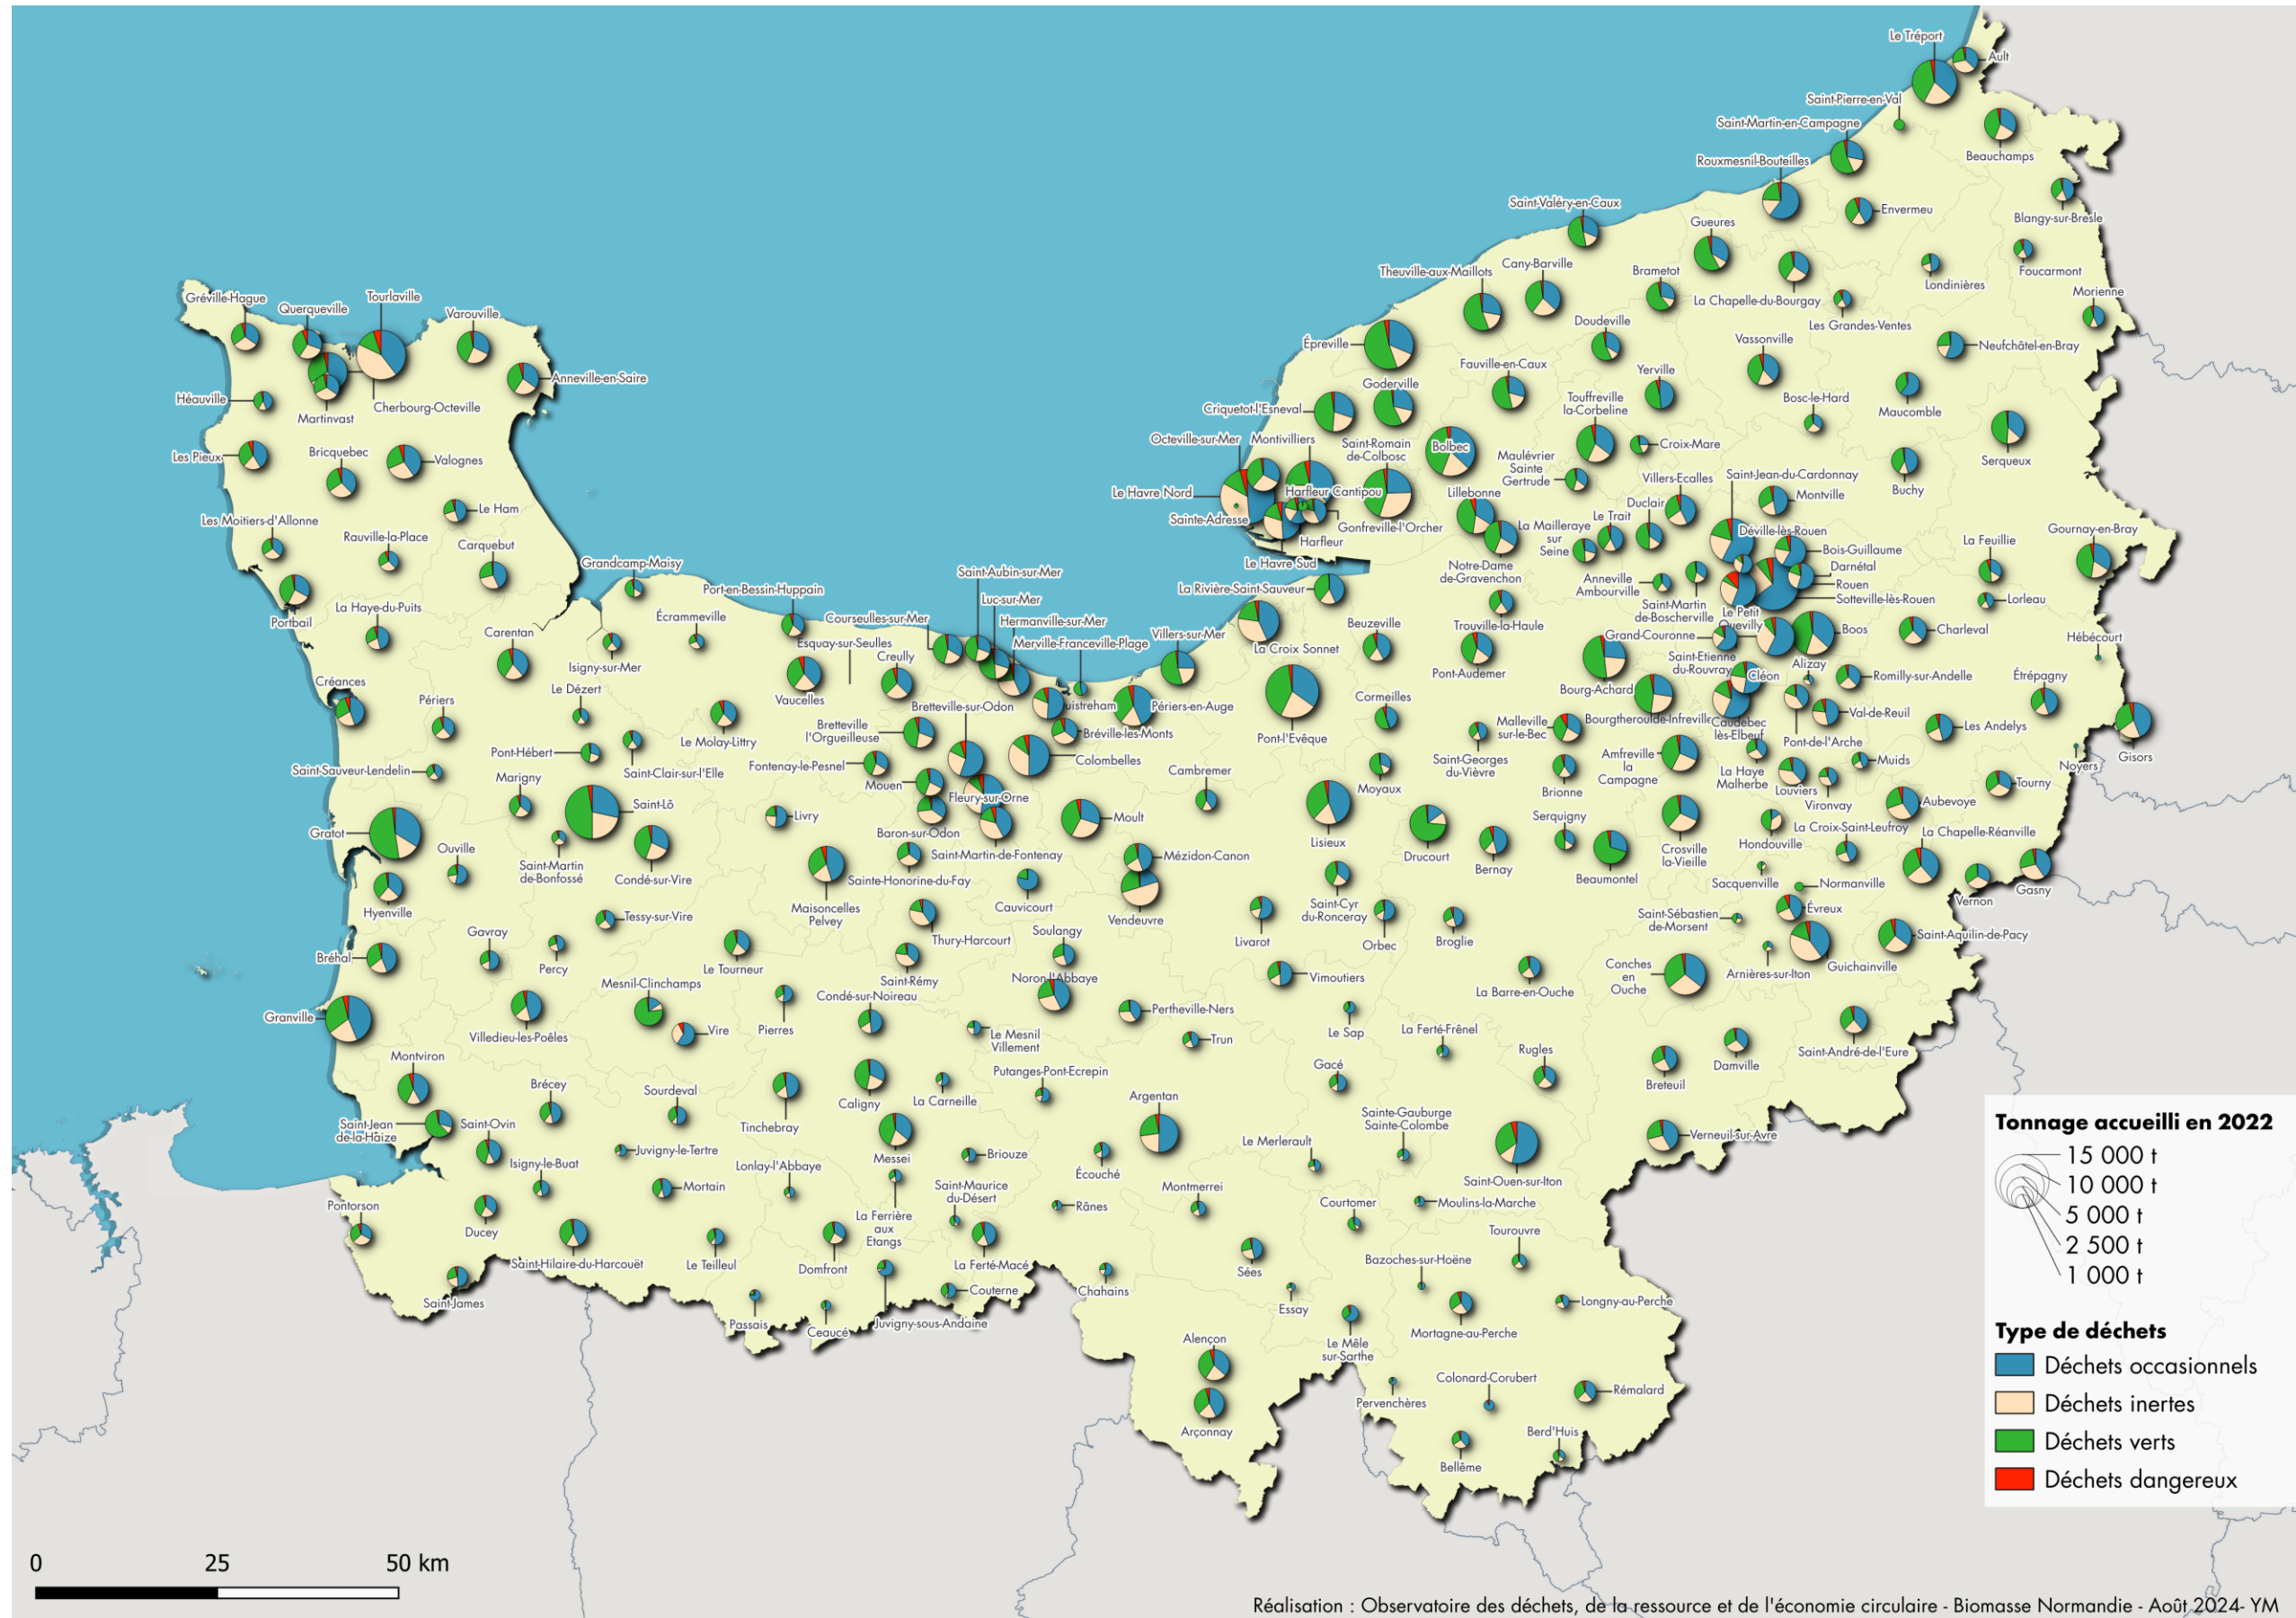 Le Tréport
Ault
Saint-Pierre-en-Val
Saint-Martin-en-Campagne
Beauchamps
Rouxmesnil-Bouteilles
Blangy-sur-Bresle
Envermeu
Saint-Valéry-en-Caux
Gueures
Foucarmont
Theuville-aux-Maillots
Cany-Barville
Brametot
La Chapelle-du-Bourgay
Londinières
Morienne
Gréville-Hague
Querqueville
Tourlaville
Varouville
Doudeville
Les Grandes-Ventes
Épreville
Vassonville
Neufchâtel-en-Bray
Fauville-en-Caux
Yerville
Anneville-en-Saire
Goderville
Héauville
Martinvast
Cherbourg-Octeville
Criquetot-l'Esneval
Touffreville
la-Corbeline
Bosc-le-Hard
Maucomble
Octeville-sur-Mer
Montivilliers
Saint-Romain
de-Colbosc
Bolbec
Croix-Mare
Serqueux
Les Pieux
Bricquebec
Valognes
Maulévrier
Sainte
Gertrude
Buchy
Le Havre Nord
Harfleur Cantipou
Lillebonne
Villers-Ecalles
Saint-Jean-du-Cardonnay
Montville
Le Ham
Sainte-Adresse
Gonfreville-l'Orcher
Duclair
Le Trait
La Mailleraye
sur
Seine
Déville-lès-Rouen
Gournay-en-Bray
Les Moitiers-d'Allonne
Rauville-la-Place
Carquebut
Harfleur
Bois-Guillaume
La Feuillie
Grandcamp-Maisy
Le Havre Sud
Notre-Dame
de-Gravenchon
Darnétal
Anneville
Ambourville
Rouen
Saint-Aubin-sur-Mer
La Rivière-Saint-Sauveur
Port-en-Bessin-Huppain
Sotteville-lès-Rouen
Lorleau
Luc-sur-Mer
Saint-Martin
de-Boscherville
Le Petit
Quevilly
Portbail
La Haye-du-Puits
Écrammeville
Courseulles-sur-Mer
Hermanville-sur-Mer
Trouville-la-Haule
Beuzeville
Grand-Couronne
Boos
Charleval
Hébécourt
Carentan
Isigny-sur-Mer
Esquay-sur-Seulles
Merville-Franceville-Plage
Villers-sur-Mer
La Croix Sonnet
Creully
Saint-Etienne
du-Rouvray
Alizay
Pont-Audemer
Cléon
Romilly-sur-Andelle
Étrépagny
Créances
Périers
Le Dézert
Vaucelles
Bourg-Achard
Bretteville-sur-Odon
Ouistreham
Périers-en-Auge
Cormeilles
Bourgtheroulde-Infreville
Caudebec
lès-Elbeuf
Val-de-Reuil
Les Andelys
Bretteville
l'Orgueilleuse
Malleville
sur-le-Bec
Bréville-les-Monts
Pont-l'Evêque
Le Molay-Littry
Pont-de-l'Arche
Pont-Hébert
Saint-Clair-sur-l'Elle
Fontenay-le-Pesnel
Colombelles
Saint-Georges
du-Vièvre
Amfreville
la
Campagne
Muids
Gisors
Saint-Sauveur-Lendelin
Marigny
Cambremer
La Haye
Malherbe
Noyers
Mouen
Moyaux
Brionne
Louviers
Tourny
Fleury-sur-Orne
Vironvay
Saint-Lô
Livry
Moult
Aubevoye
Gratot
Baron-sur-Odon
Serquigny
La Croix-Saint-Leufroy
La Chapelle-Réanville
Ouville
Saint-Martin
de-Bonfossé
Condé-sur-Vire
Saint-Martin-de-Fontenay
Mézidon-Canon
Lisieux
Drucourt
Bernay
Crosville
la-Vieille
Hondouville
Sainte-Honorine-du-Fay
Beaumontel
Sacquenville
Normanville
Gasny
Hyenville
Maisoncelles
Pelvey
Cauvicourt
Vendeuvre
Saint-Cyr
du-Ronceray
Vernon
Tessy-sur-Vire
Évreux
Saint-Sébastien
de-Morsent
Gavray
Thury-Harcourt
Soulangy
Livarot
Orbec
Broglie
Saint-Aquilin-de-Pacy
Bréhal
Percy
Le Tourneur
Guichainville
Saint-Rémy
Noron-l'Abbaye
Vimoutiers
Conches
en
Ouche
Arnières-sur-Iton
Mesnil-Clinchamps
La Barre-en-Ouche
Condé-sur-Noireau
Pertheville-Ners
Granville
Villedieu-les-Poêles
Vire
Pierres
Le Mesnil
Villement
Trun
Le Sap
La Ferté-Frênel
Saint-André-de-l'Eure
Montviron
Rugles
Damville
Brécey
Sourdeval
Tinchebray
Caligny
La Carneille
Putanges-Pont-Ecrepin
Gacé
Breteuil
Argentan
Sainte-Gauburge
Sainte-Colombe
Saint-Jean
de-la-Haize
Saint-Ovin
Verneuil-sur-Avre
Juvigny-le-Tertre
Le Merlerault
Isigny-le-Buat
Lonlay-l'Abbaye
Messei
Briouze
Écouché
Saint-Ouen-sur-Iton
Mortain
Saint-Maurice
du-Désert
Montmerrei
Pontorson
Rânes
Courtomer
Moulins-la-Marche
Ducey
La Ferrière
aux
Etangs
Tourouvre
Saint-Hilaire-du-Harcouët
Le Teilleul
Domfront
La Ferté-Macé
Sées
Bazoches-sur-Hoëne
Saint-James
Couterne
Chahains
Essay
Longny-au-Perche
Passais
Ceaucé
Juvigny-sous-Andaine
Mortagne-au-Perche
Alençon
Le Mêle
sur-Sarthe
Colonard-Corubert
Rémalard
Pervenchères
Arçonnay
Berd'Huis
Bellême
Tonnage accueilli en 2022
15 000 t
10 000 t
5 000 t
2 500 t
1 000 t
Type de déchets
Déchets occasionnels
Déchets inertes
Déchets verts
Déchets dangereux
0 25 50 km
Réalisation : Observatoire des déchets, de la ressource et de l'économie circulaire - Biomasse Normandie - Août 2024- YM